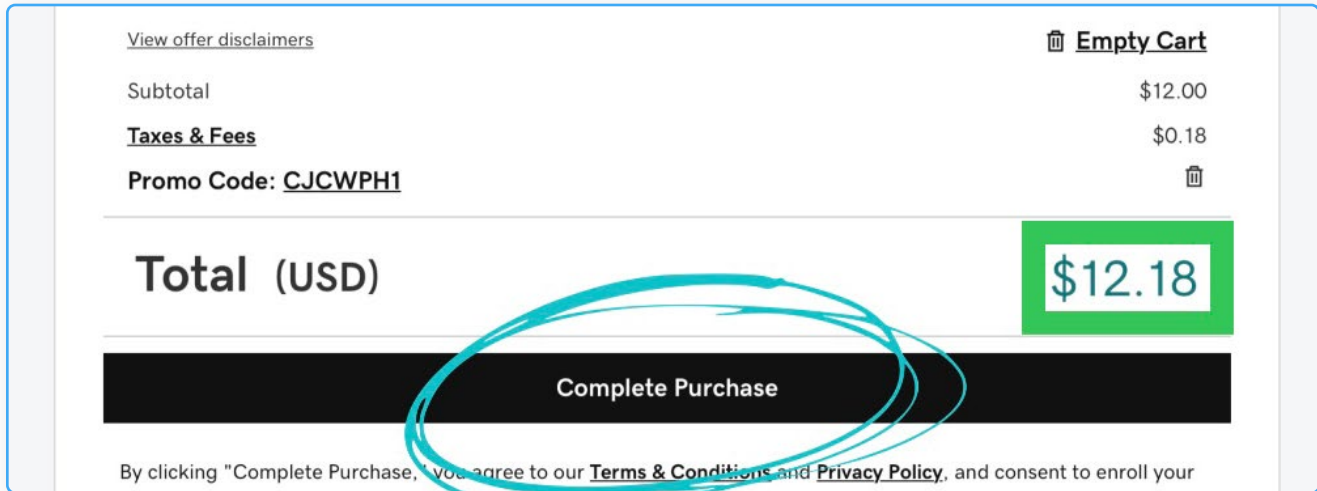 View offer disclaimers
Empty Cart
Subtotal $12.00
Taxes & Fees $0.18
Promo Code: CJCWPH1
Total (USD) $12.18
Complete Purchase
By clicking "Complete Purchase," you agree to our Terms & Conditions and Privacy Policy, and consent to enroll your